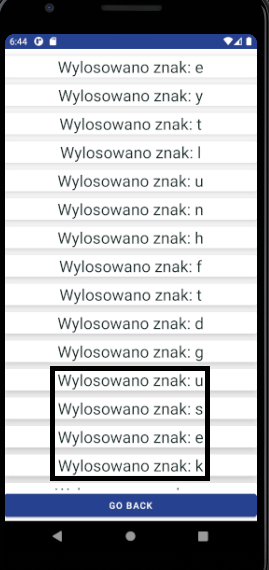 6:44
Wylosowano znak: e
Wylosowano znak: y
Wylosowano znak: t
Wylosowano znak: l
Wylosowano znak: u
Wylosowano znak: n
Wylosowano znak: h
Wylosowano znak: f
Wylosowano znak: t
Wylosowano znak: d
Wylosowano znak: g
Wylosowano znak: u
Wylosowano znak: s
Wylosowano znak: e
Wylosowano znak: k
GO BACK